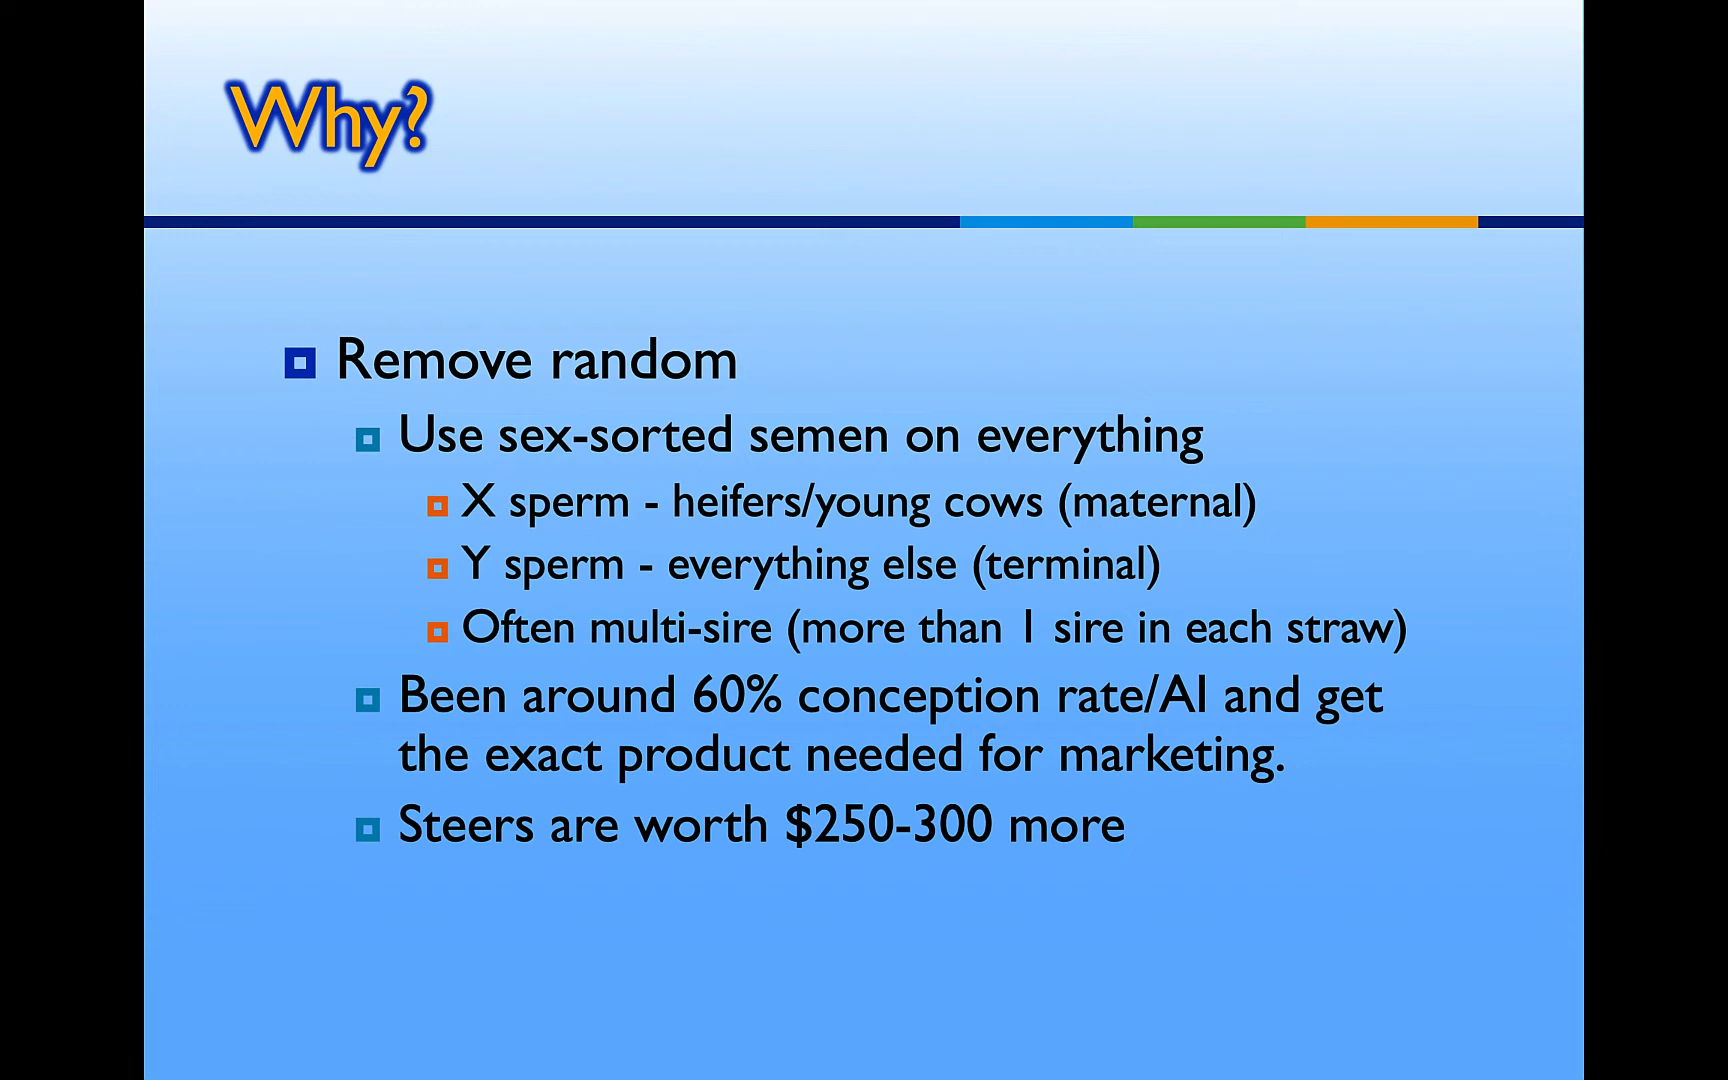 Why?
Remove random
Use sex-sorted semen on everything
X sperm - heifers/young cows (maternal)
Y sperm - everything else (terminal)
Often multi-sire (more than 1 sire in each straw)
Been around 60% conception rate/AI and get
the exact product needed for marketing.
Steers are worth $250-300 more